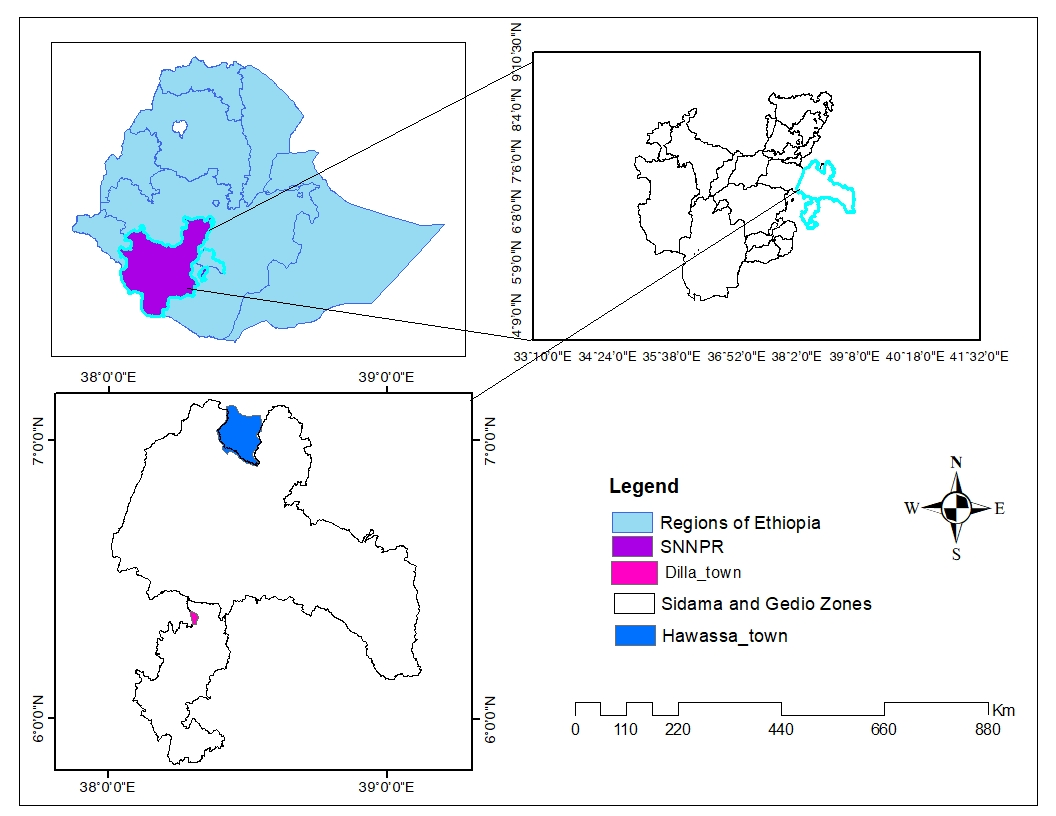 9˚10'30"N
8˚4'0"N
7˚6'0"N
6˚8'0"N
5˚9'0"N
4˚9'0"N
33˚10'0"E 34˚24'0"E 35˚38'0"E 36˚52'0"E 38˚2'0"E 39˚8'0"E 40˚18'0"E 41˚32'0"E
38˚0'0"E 39˚0'0"E
7˚0'0"N 7˚0'0"N
6˚0'0"N 6˚0'0"N
38˚0'0"E 39˚0'0"E
N
W E
S
Legend
Regions of Ethiopia
SNNPR
Dilla_town
Sidama and Gedio Zones
Hawassa_town
Km
0 110 220 440 660 880